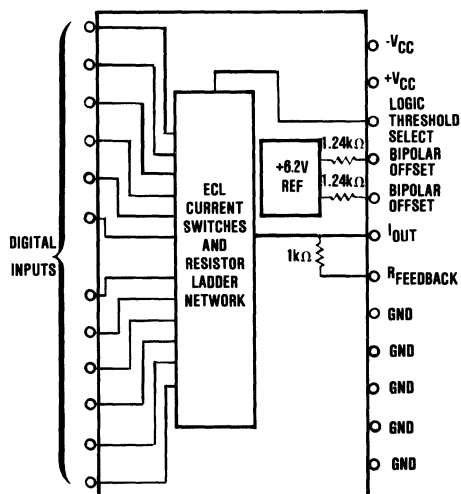 DIGITAL
INPUTS
ECL
CURRENT
SWITCHES
AND
RESISTOR
LADDER
NETWORK
+6.2V
REF
1.24kΩ
1.24kΩ
1kΩ
-VCC
+VCC
LOGIC
THRESHOLD
SELECT
BIPOLAR
OFFSET
BIPOLAR
OFFSET
IOUT
RFEEDBACK
GND
GND
GND
GND
GND